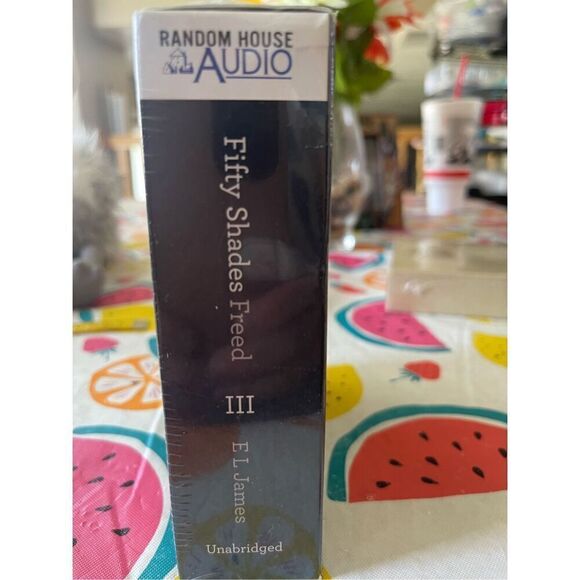 RANDOM HOUSE
AUDIO
Fifty Shades Freed
III
E L James
Unabridged